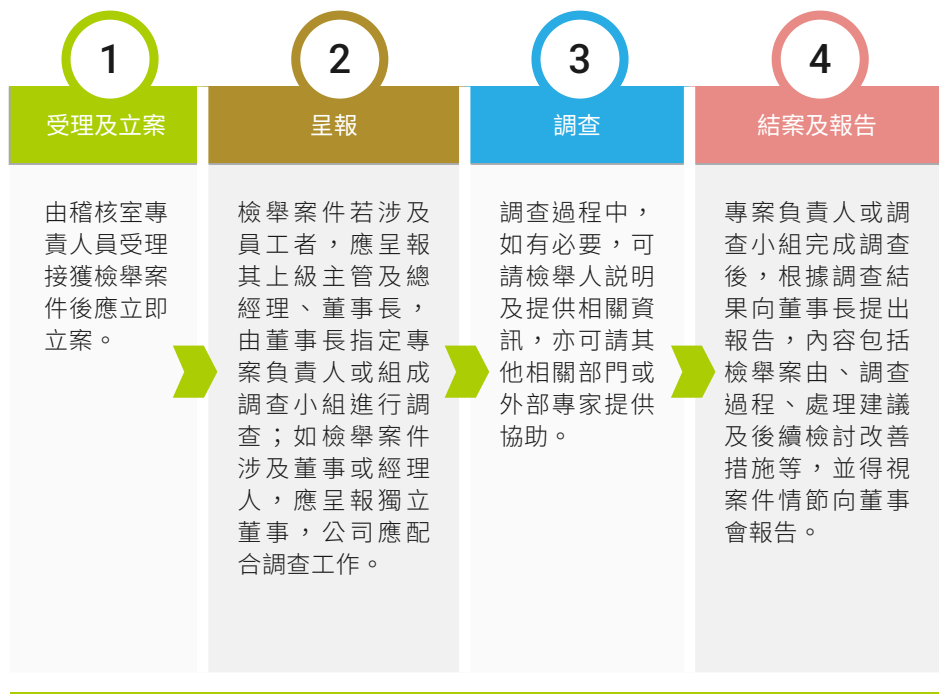 1
受理及立案
由稽核室專
責人員受理
接獲檢舉案
件後應立即
立案。
2
呈報
檢舉案件若涉及
員工者，應呈報
其上級主管及總
經理、董事長，
由董事長指定專
案負責人或組成
調查小組進行調
查；如檢舉案件
涉及董事或經理
人，應呈報獨立
董事，公司應配
合調查工作。
3
調查
調查過程中，
如有必要，可
請檢舉人說明
及提供相關資
訊，亦可請其
他相關部門或
外部專家提供
協助。
4
結案及報告
專案負責人或調
查小組完成調查
後，根據調查結
果向董事長提出
報告，內容包括
檢舉案由、調查
過程、處理建議
及後續檢討改善
措施等，並得視
案件情節向董事
會報告。